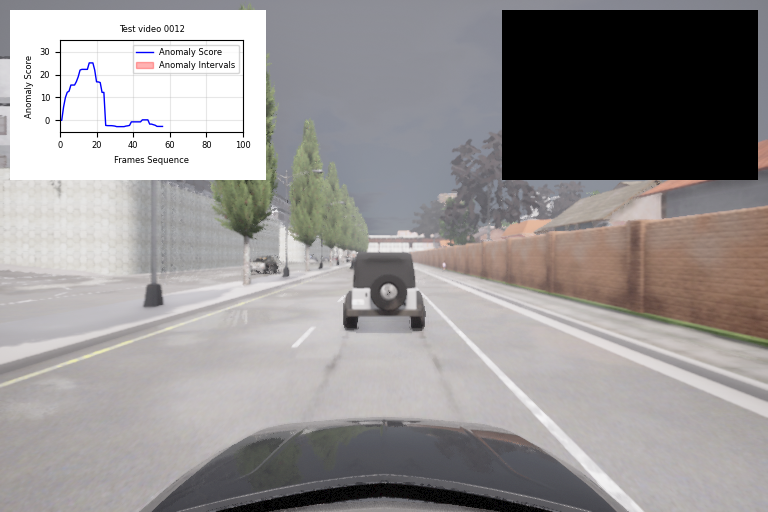 Test video 0012
Anomaly Score
30
20
10
0
Anomaly Score
Anomaly Intervals
0 20 40 60 80 100
Frames Sequence